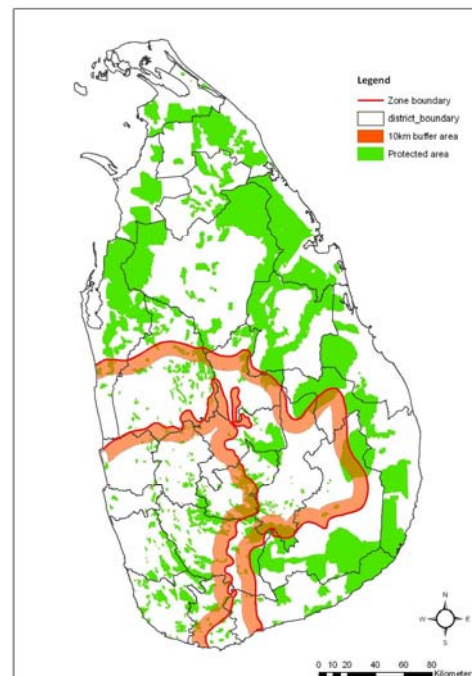 Legend
Zone boundary
district_boundary
10km buffer area
Protected area
N
W E
S
0 10 20 40 60 80
Kilometer